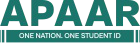 APAAR
ONE NATION, ONE STUDENT ID